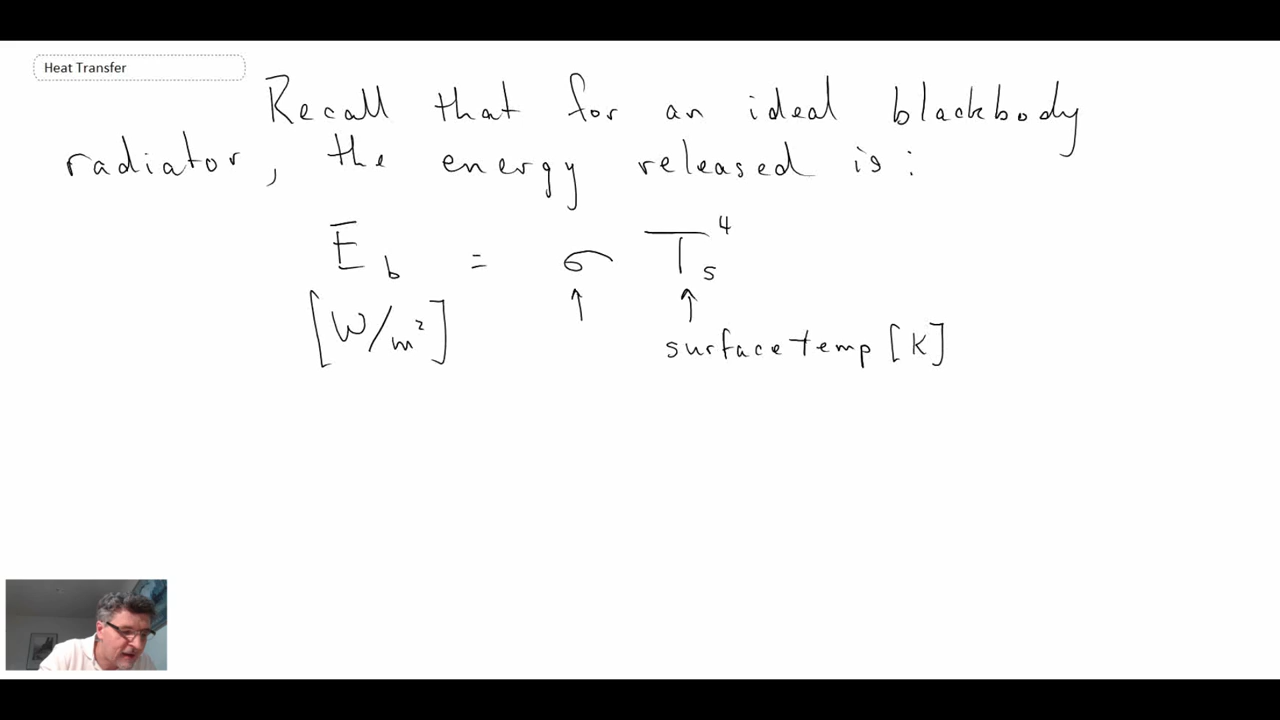 Heat Transfer
Recall that for an ideal blackbody
radiator, the energy released is:
E_b = σ T_s^4
↑ ↑
[W/m²]
surface temp [K]